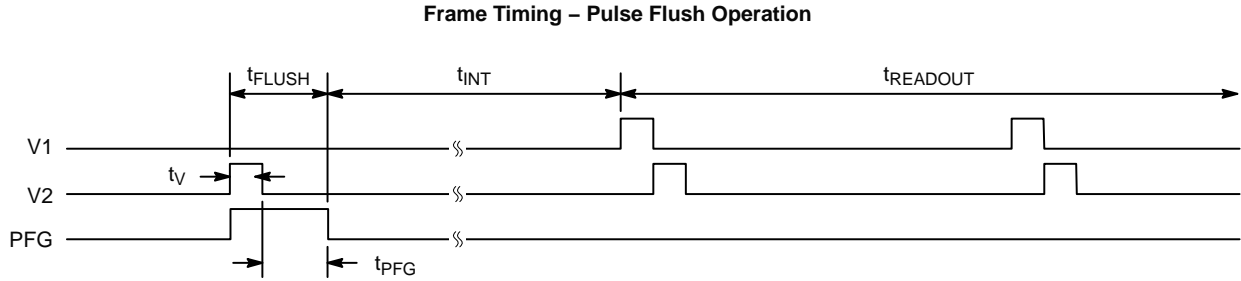 Frame Timing – Pulse Flush Operation
tFLUSH
tINT
tREADOUT
V1
tV
V2
PFG
tPFG